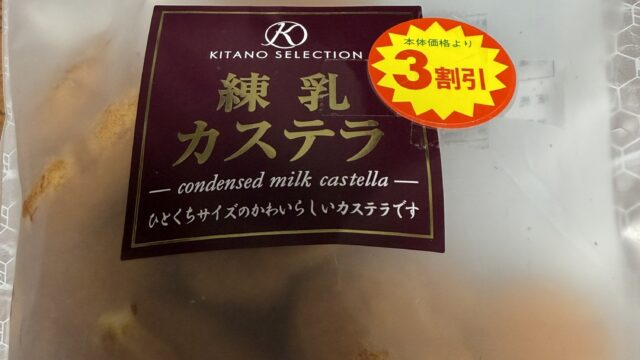 K
KITANO SELECTION
本体価格より
3割引
練乳
カステラ
condensed milk castella
ひとくちサイズのかわいらしいカステラです